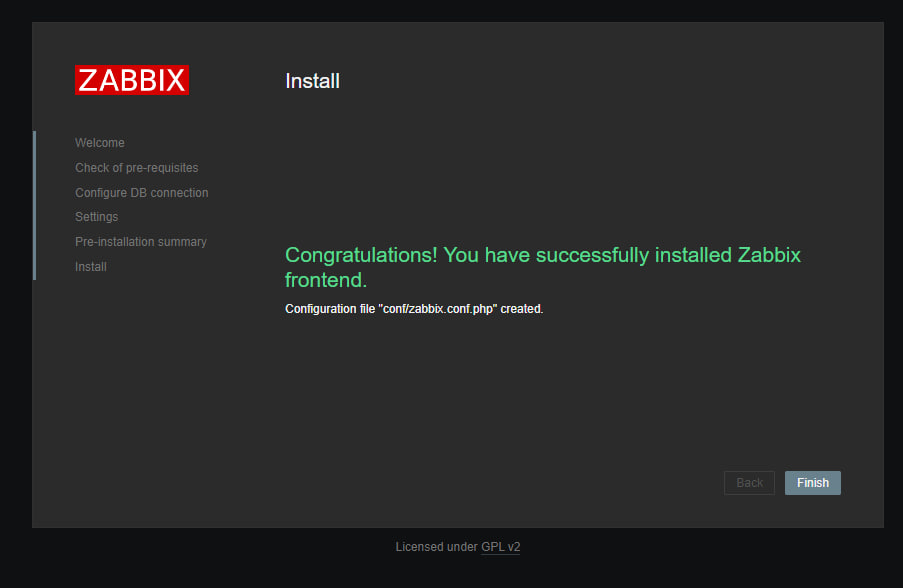 ZABBIX
Install
Welcome
Check of pre-requisites
Configure DB connection
Settings
Pre-installation summary
Install
Congratulations! You have successfully installed Zabbix
frontend.
Configuration file "conf/zabbix.conf.php" created.
Back
Finish
Licensed under GPL v2